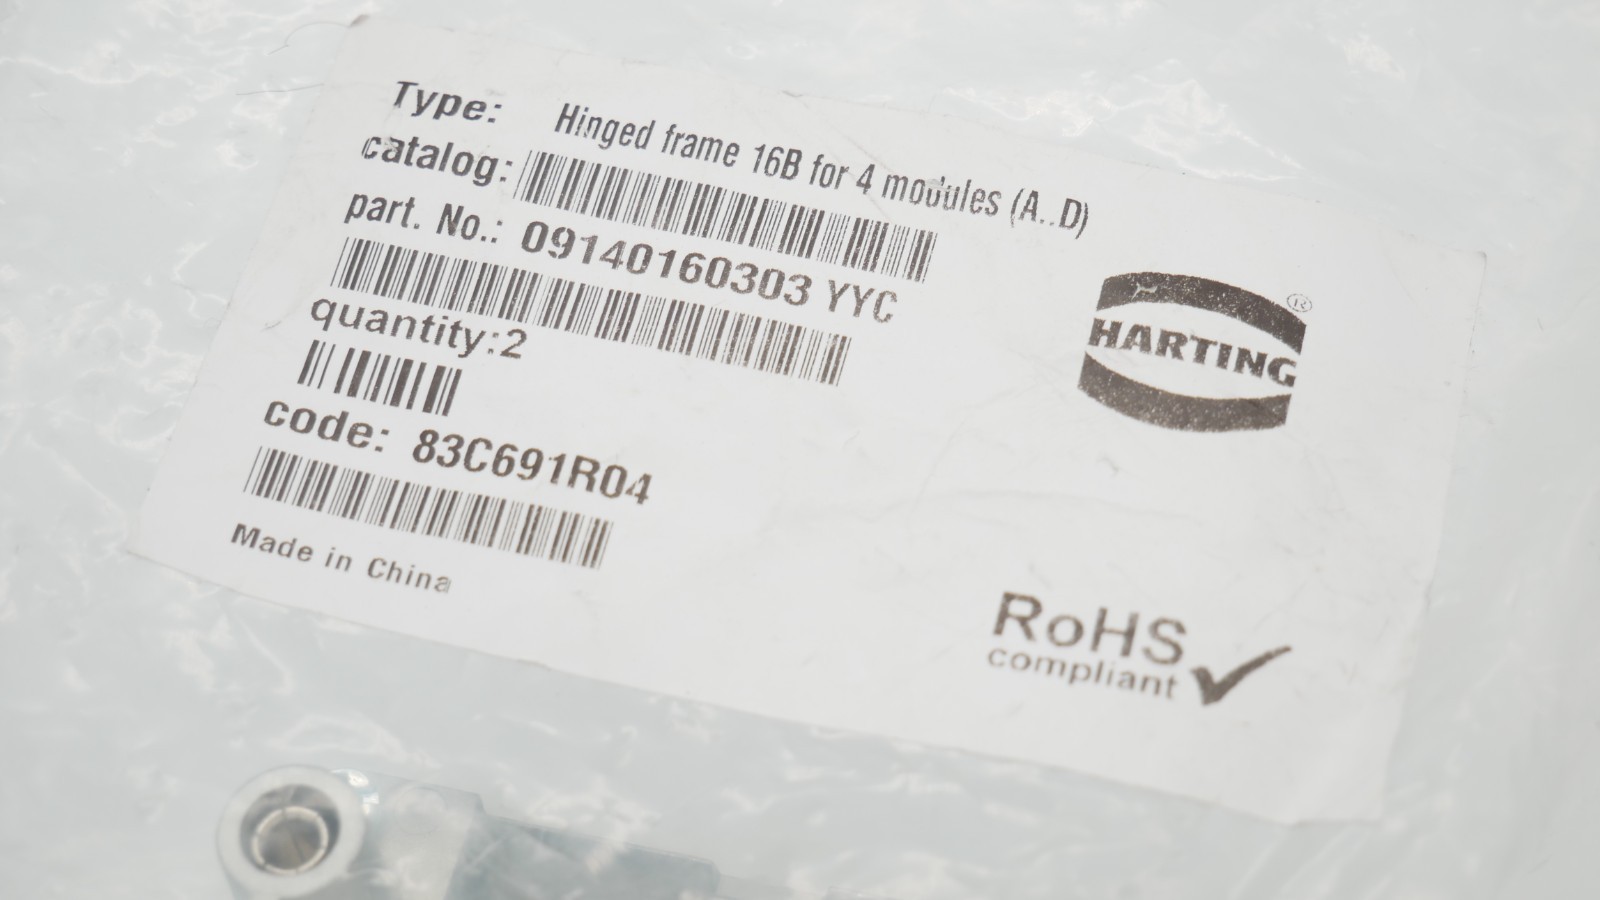 Type: Hinged frame 16B for 4 modules (A..D)
catalog:
part. No.: 09140160303 YYC
quantity:2
code: 83C691R04
Made in China
HARTING ®
RoHS
compliant